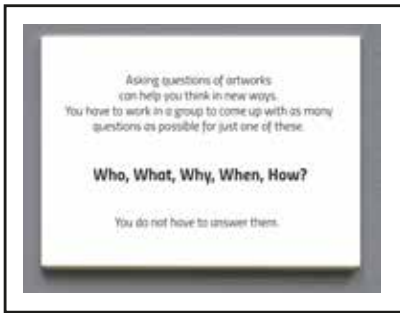 Asking questions of artworks
can help you think in new ways.
You have to work in a group to come up with as many
questions as possible for just one of these.
Who, What, Why, When, How?
You do not have to answer them.